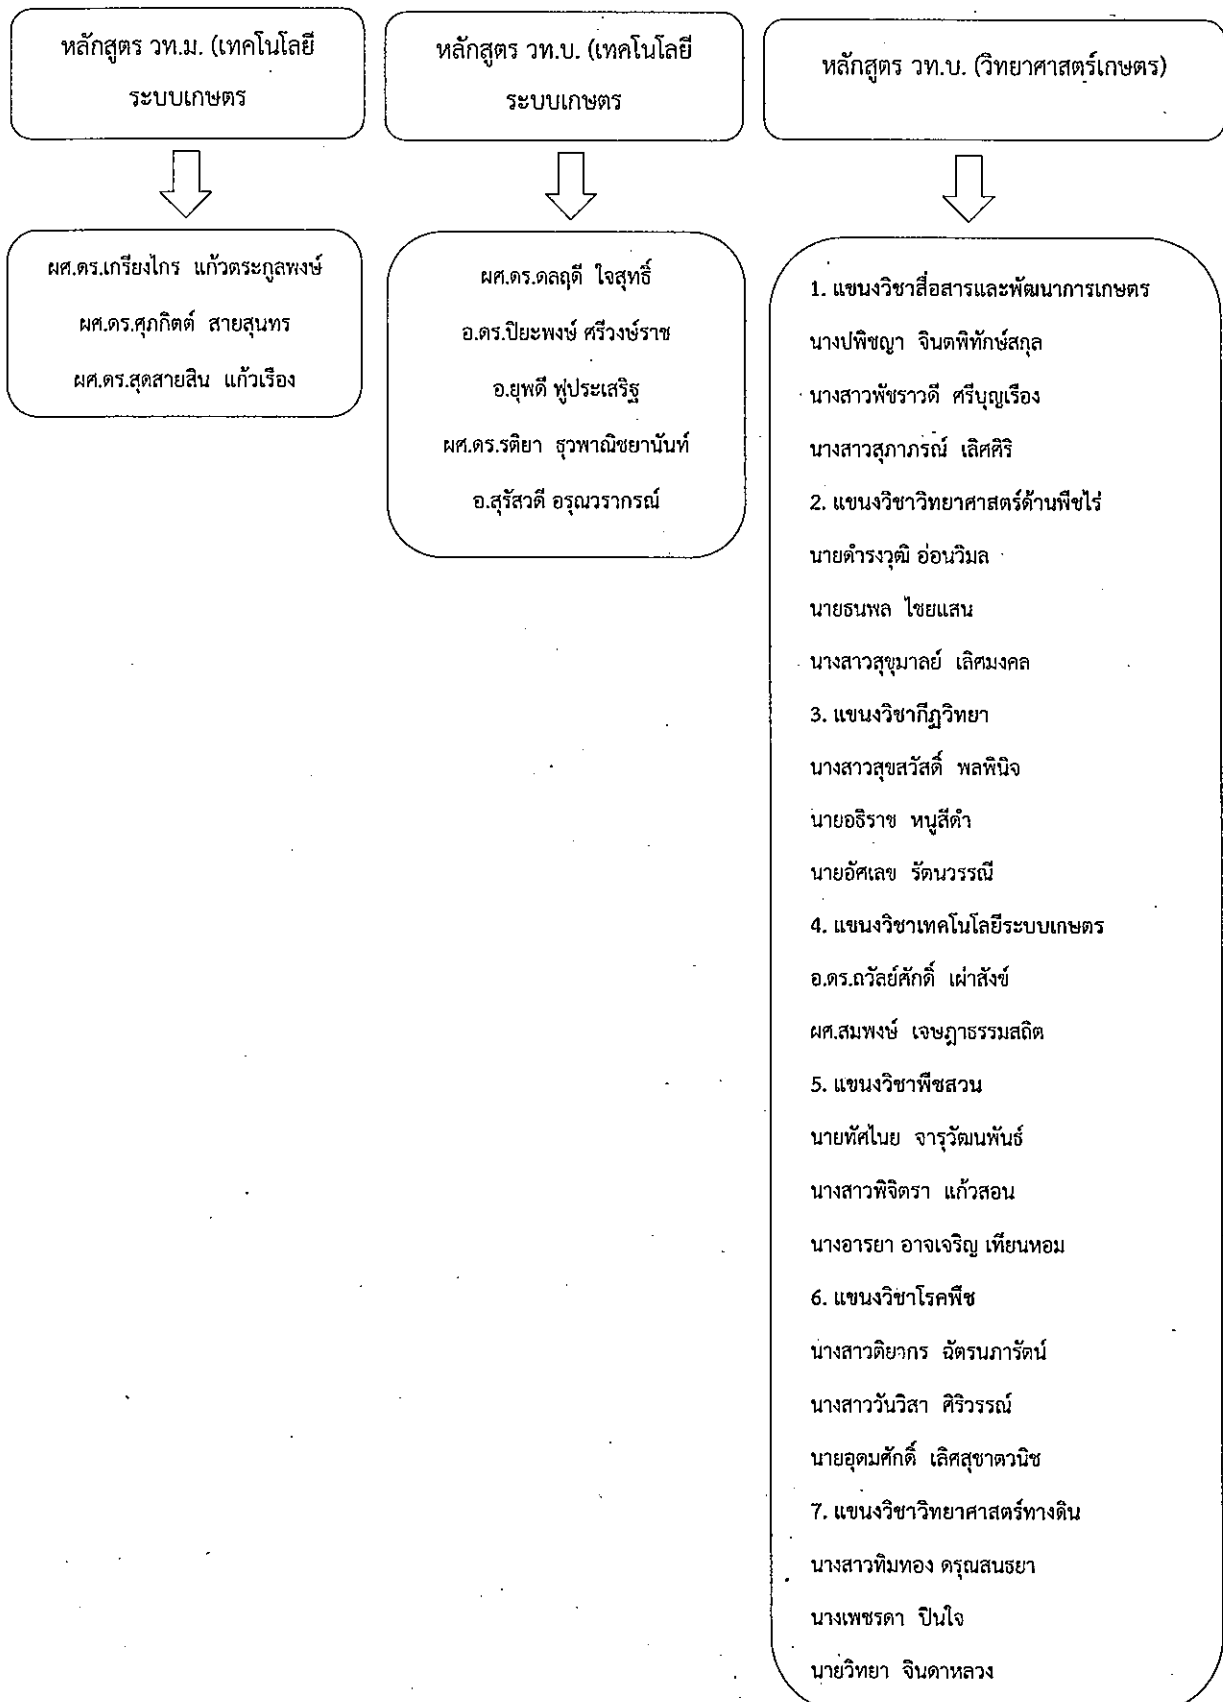 หลักสูตร วท.ม. (เทคโนโลยี
ระบบเกษตร
หลักสูตร วท.บ. (เทคโนโลยี
ระบบเกษตร
หลักสูตร วท.บ. (วิทยาศาสตร์เกษตร)
ผศ.ดร.เกรียงไกร แก้วตระกูลพงษ์
ผศ.ดร.ศุภกิตต์ สายสุนทร
ผศ.ดร.สุดสายสิน แก้วเรือง
ผศ.ดร.ดลฤดี ใจสุทธิ์
อ.ดร.ปิยะพงษ์ ศรีวงษ์ราช
อ.ยุพดี ฟูประเสริฐ
ผศ.ดร.รติยา ธุวพาณิชยานันท์
อ.สุรัสวดี อรุณวรากรณ์
1. แขนงวิชาสื่อสารและพัฒนาการเกษตร
นางปพิชญา จินตพิทักษ์สกุล
นางสาวพัชราวดี ศรีบุญเรือง
นางสาวสุภาภรณ์ เลิศศิริ
2. แขนงวิชาวิทยาศาสตร์ด้านพืชไร่
นายดำรงวุฒิ อ่อนวิมล
นายธนพล ไชยแสน
นางสาวสุขุมาลย์ เลิศมงคล
3. แขนงวิชากีฏวิทยา
นางสาวสุขสวัสดิ์ พลพินิจ
นายอธิราช หนูสีดำ
นายอัศเลข รัตนวรรณี
4. แขนงวิชาเทคโนโลยีระบบเกษตร
อ.ดร.ถวัลย์ศักดิ์ เผ่าสังข์
ผศ.สมพงษ์ เจษฎาธรรมสถิต
5. แขนงวิชาพืชสวน
นายทัศไนย จารุวัฒนพันธ์
นางสาวพิจิตรา แก้วสอน
นางอารยา อาจเจริญ เทียนหอม
6. แขนงวิชาโรคพืช
นางสาวติยากร ฉัตรนภารัตน์
นางสาววันวิสา ศิริวรรณ์
นายอุดมศักดิ์ เลิศสุชาตวนิช
7. แขนงวิชาวิทยาศาสตร์ทางดิน
นางสาวทิมทอง ดรุณสนธยา
นางเพชรดา ปินใจ
นายวิทยา จินดาหลวง